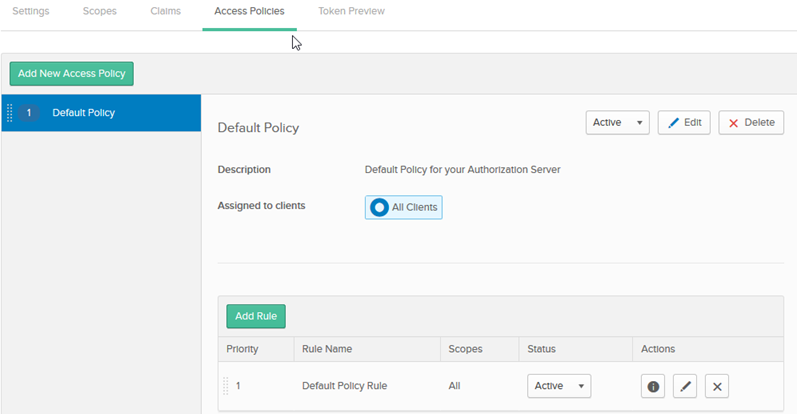 Settings Scopes Claims Access Policies Token Preview
Add New Access Policy
1 Default Policy
Default Policy Active Edit Delete
Description Default Policy for your Authorization Server
Assigned to clients All Clients
Add Rule
Priority Rule Name Scopes Status Actions
1 Default Policy Rule All Active